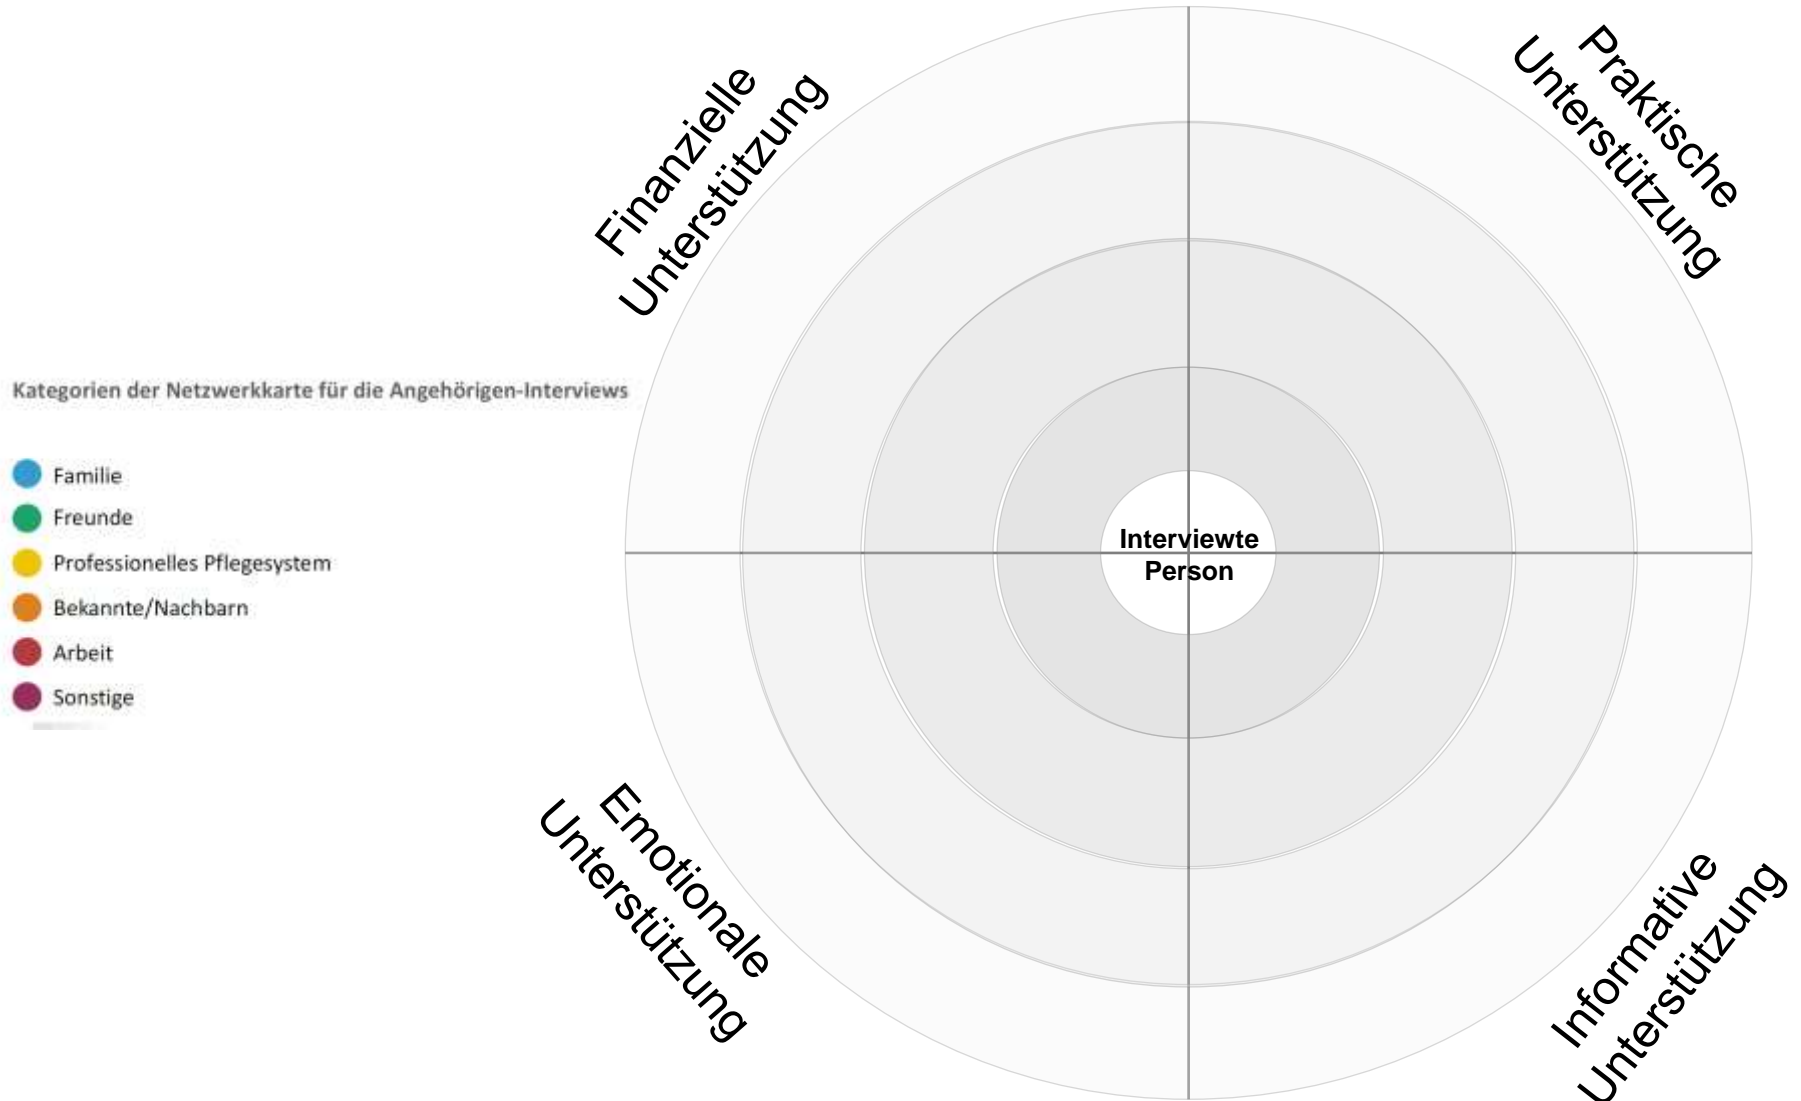 Finanzielle
Unterstützung
Praktische
Unterstützung
Kategorien der Netzwerkkarte für die Angehörigen-Interviews
Familie
Freunde
Professionelles Pflegesystem
Bekannte/Nachbarn
Arbeit
Sonstige
Interviewte
Person
Emotionale
Unterstützung
Informative
Unterstützung